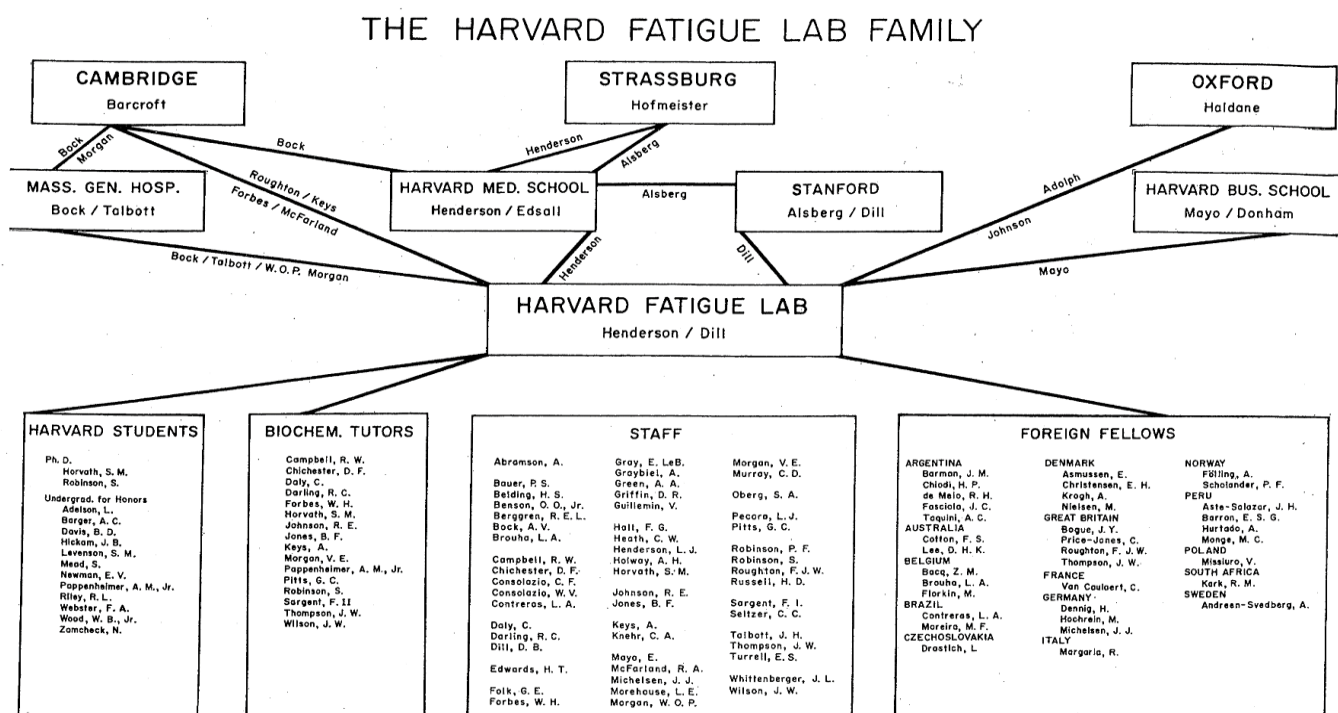 THE HARVARD FATIGUE LAB FAMILY
CAMBRIDGE
Barcroft
STRASSBURG
Hofmeister
OXFORD
Haldane
Bock
Morgan
Bock
Henderson
Alsberg
Roughton / Keys
Forbes / McFarland
Adolph
Johnson
MASS. GEN. HOSP.
Bock / Talbott
HARVARD MED. SCHOOL
Henderson / Edsall
Alsberg
STANFORD
Alsberg / Dill
HARVARD BUS. SCHOOL
Mayo / Donham
Bock / Talbott / W.O.P. Morgan
Henderson
Dill
Mayo
HARVARD FATIGUE LAB
Henderson / Dill
HARVARD STUDENTS
Ph. D.
Horvath, S. M.
Robinson, S.
Undergrad. for Honors
Adelson, L.
Barger, A. C.
Davis, B. D.
Hickam, J. B.
Levenson, S. M.
Mead, S.
Newman, E. V.
Pappenheimer, A. M., Jr.
Riley, R. L.
Webster, F. A.
Wood, W. B., Jr.
Zamcheck, N.
BIOCHEM. TUTORS
Campbell, R. W.
Chichester, D. F.
Daly, C.
Darling, R. C.
Forbes, W. H.
Horvath, S. M.
Johnson, R. E.
Jones, B. F.
Keys, A.
Morgan, V. E.
Pappenheimer, A. M., Jr.
Pitts, G. C.
Robinson, S.
Sargent, F. II
Thompson, J. W.
Wilson, J. W.
STAFF
Abramson, A.
Bauer, P. S.
Belding, H. S.
Benson, O. O., Jr.
Berggren, R. E. L.
Bock, A. V.
Brouha, L. A.
Campbell, R. W.
Chichester, D. F.
Consolazio, C. F.
Consolazio, W. V.
Contreras, L. A.
Daly, C.
Darling, R. C.
Dill, D. B.
Edwards, H. T.
Folk, G. E.
Forbes, W. H.
Gray, E. LeB.
Graybiel, A.
Green, A. A.
Griffin, D. R.
Guillemin, V.
Hall, F. G.
Heath, C. W.
Henderson, L. J.
Holway, A. H.
Horvath, S. M.
Johnson, R. E.
Jones, B. F.
Keys, A.
Knehr, C. A.
Mayo, E.
McFarland, R. A.
Michelsen, J. J.
Morehouse, L. E.
Morgan, W. O. P.
Morgan, V. E.
Murray, C. D.
Oberg, S. A.
Pecora, L. J.
Pitts, G. C.
Robinson, P. F.
Robinson, S.
Roughton, F. J. W.
Russell, H. D.
Sargent, F. I.
Seltzer, C. C.
Talbott, J. H.
Thompson, J. W.
Turrell, E. S.
Whittenberger, J. L.
Wilson, J. W.
FOREIGN FELLOWS
ARGENTINA
Barman, J. M.
Chiodi, H. P.
de Melo, R. H.
Fasciolo, J. C.
Taquini, A. C.
AUSTRALIA
Cotton, F. S.
Lee, D. H. K.
BELGIUM
Bacq, Z. M.
Brouha, L. A.
Florkin, M.
BRAZIL
Contreras, L. A.
Moreira, M. F.
CZECHOSLOVAKIA
Drastich, L
DENMARK
Asmussen, E.
Christensen, E. H.
Krogh, A.
Nielsen, M.
GREAT BRITAIN
Bogue, J. Y.
Price-Jones, C.
Roughton, F. J. W.
Thompson, J. W.
FRANCE
Van Caulaert, C.
GERMANY
Dennig, H.
Hochrein, M.
Michelsen, J. J.
ITALY
Margaria, R.
NORWAY
Fölling, A.
Scholander, P. F.
PERU
Aste-Salazar, J. H.
Barron, E. S. G.
Hurtado, A.
Monge, M. C.
POLAND
Missiuro, V.
SOUTH AFRICA
Kark, R. M.
SWEDEN
Andreen-Svedberg, A.